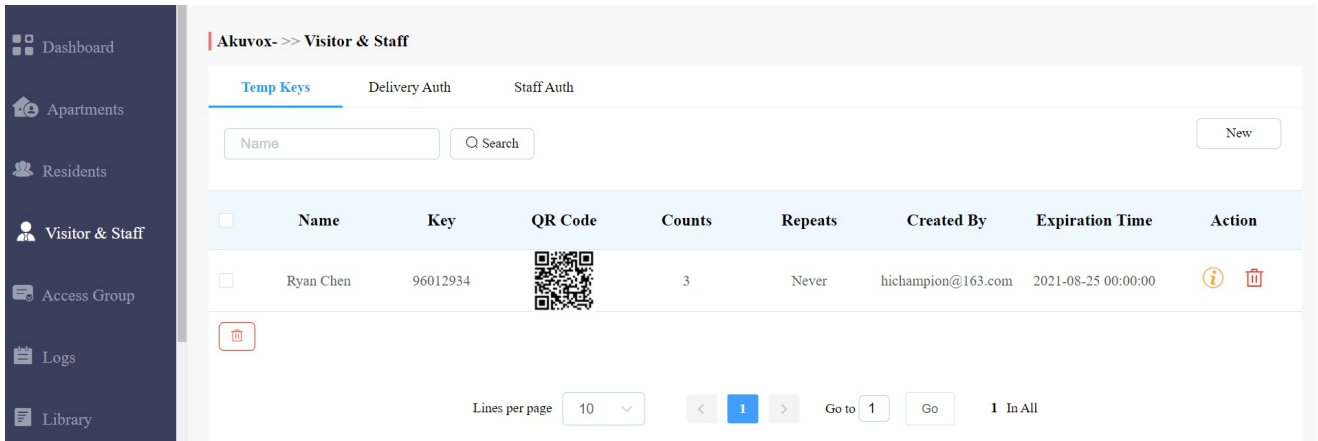 Dashboard
Apartments
Residents
Visitor & Staff
Access Group
Logs
Library
Akuvox- >> Visitor & Staff
Temp Keys Delivery Auth Staff Auth
Name Search New
Name Key QR Code Counts Repeats Created By Expiration Time Action
Ryan Chen 96012934 3 Never hichampion@163.com 2021-08-25 00:00:00
Lines per page 10 < 1 > Go to 1 Go 1 In All